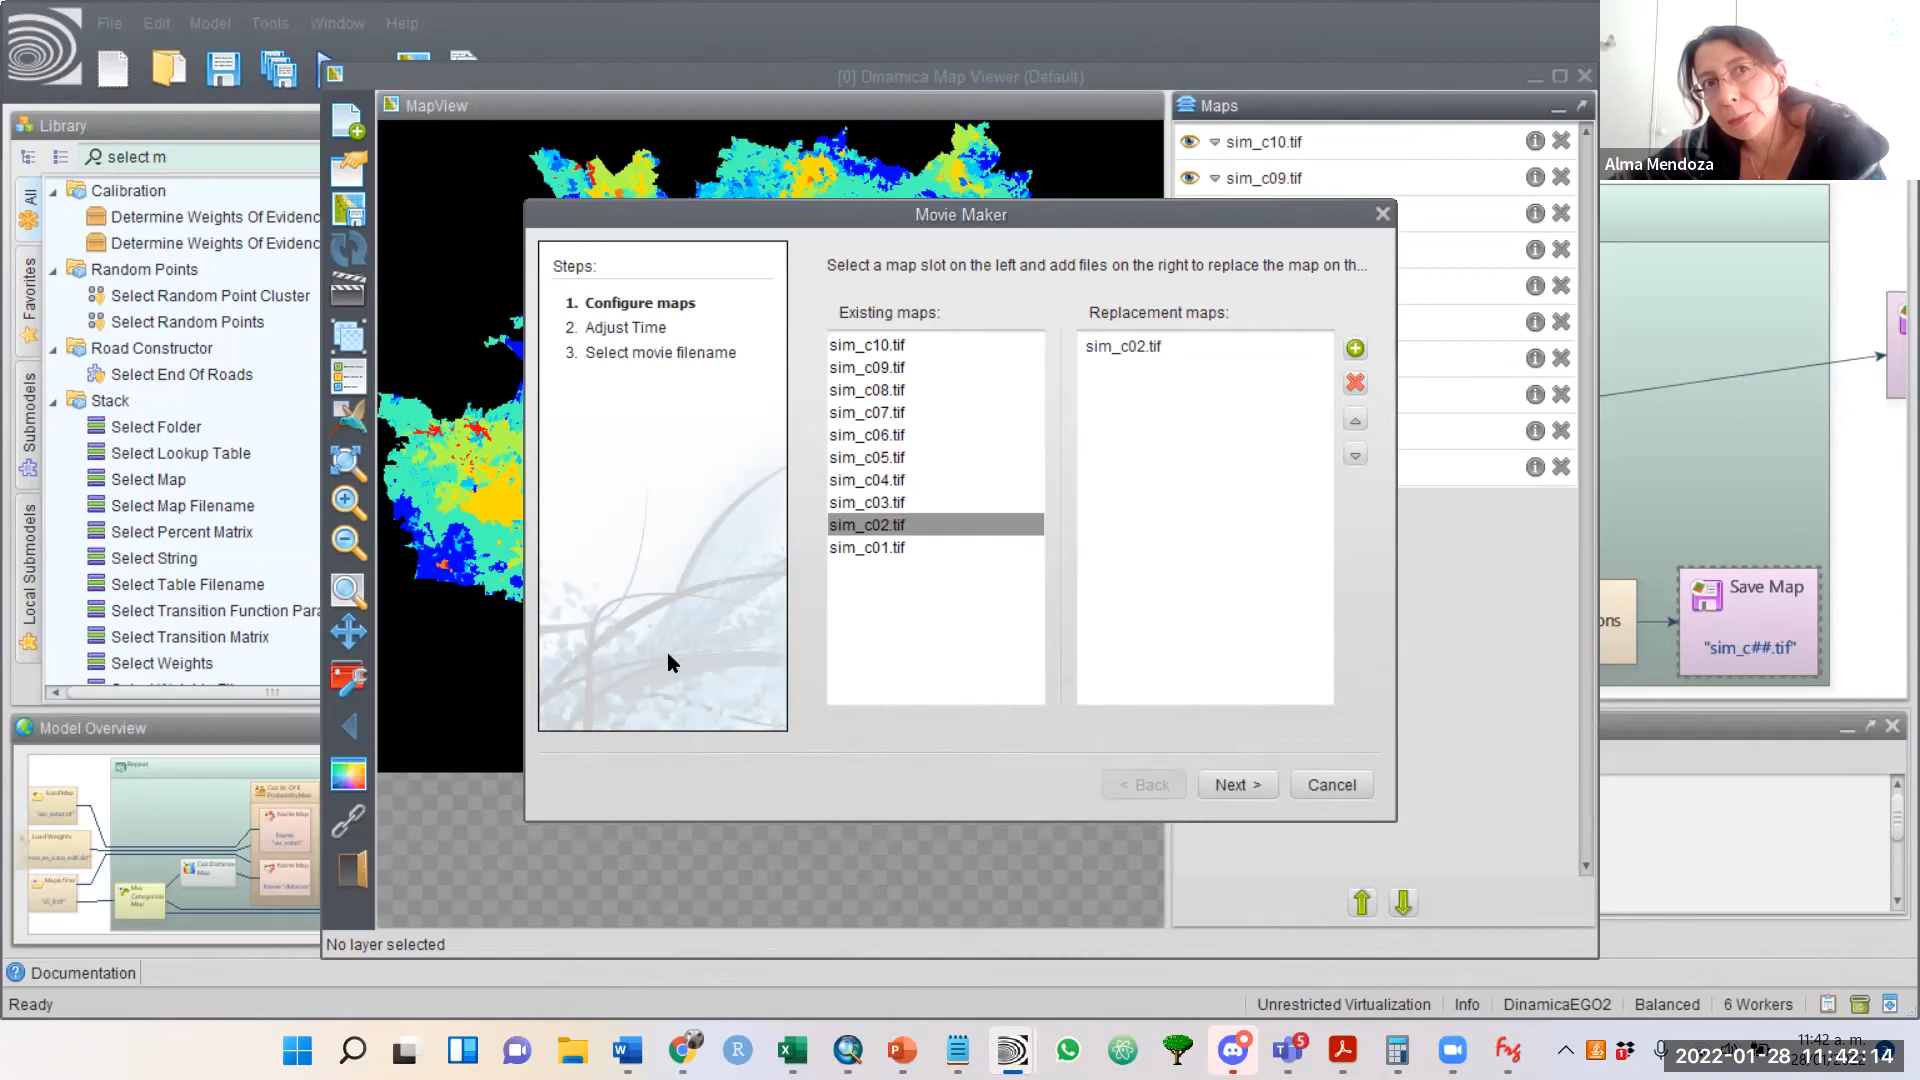 File Edit Model Tools Window Help
[0] Dinamica Map Viewer (Default)
Library
select m
All
Favorites
Submodels
Local Submodels
Calibration
Determine Weights Of Evidenc
Determine Weights Of Evidenc
Random Points
Select Random Point Cluster
Select Random Points
Road Constructor
Select End Of Roads
Stack
Select Folder
Select Lookup Table
Select Map
Select Map Filename
Select Percent Matrix
Select String
Select Table Filename
Select Transition Function Para
Select Transition Matrix
Select Weights
Model Overview
MapView
Maps
sim_c10.tif
sim_c09.tif
Movie Maker
Steps:
1. Configure maps
2. Adjust Time
3. Select movie filename
Select a map slot on the left and add files on the right to replace the map on th...
Existing maps:
sim_c10.tif
sim_c09.tif
sim_c08.tif
sim_c07.tif
sim_c06.tif
sim_c05.tif
sim_c04.tif
sim_c03.tif
sim_c02.tif
sim_c01.tif
Replacement maps:
sim_c02.tif
< Back
Next >
Cancel
No layer selected
Alma Mendoza
ons
Save Map
"sim_c##.tif"
Documentation
Ready
Unrestricted Virtualization Info DinamicaEGO2 Balanced 6 Workers
5
11:42 a. m.
2022-01-28 11:42:14